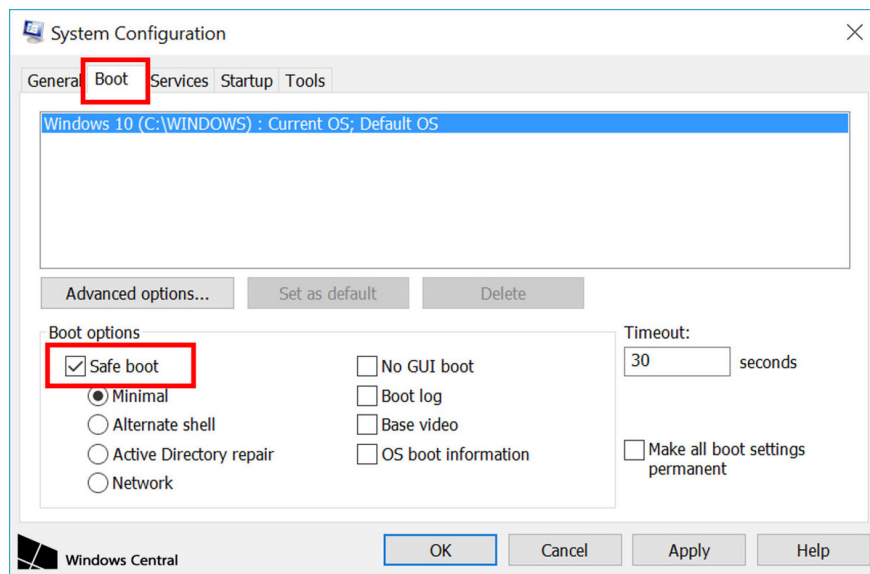 System Configuration
General Boot Services Startup Tools
Windows 10 (C:\WINDOWS) : Current OS; Default OS
Advanced options... Set as default Delete
Boot options
Timeout:
Safe boot No GUI boot 30 seconds
Minimal Boot log
Alternate shell Base video
Active Directory repair OS boot information Make all boot settings
permanent
Network
Windows Central OK Cancel Apply Help